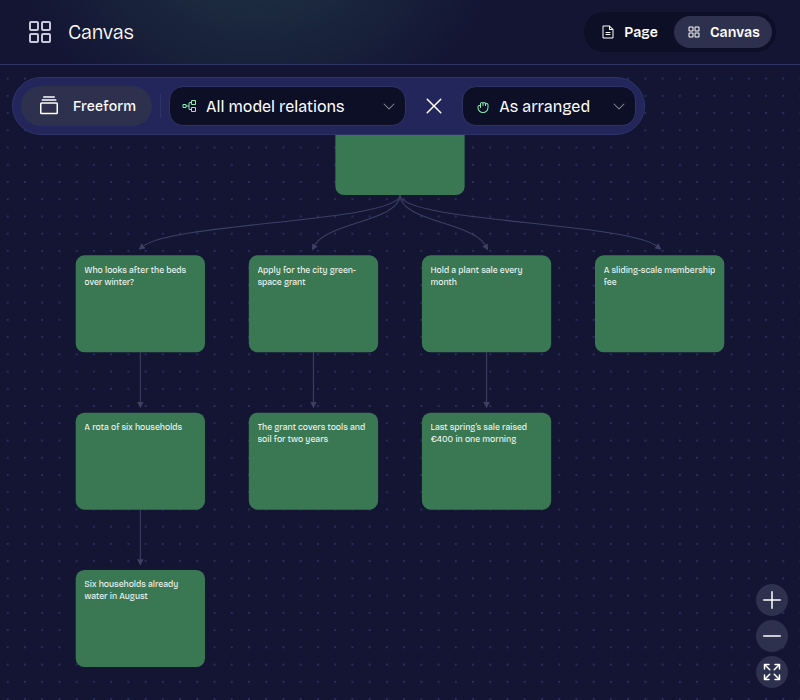 Canvas
Page
Canvas
Freeform
All model relations
As arranged
Who looks after the beds
over winter?
Apply for the city green-
space grant
Hold a plant sale every
month
A sliding-scale membership
fee
A rota of six households
The grant covers tools and
soil for two years
Last spring's sale raised
€400 in one morning
Six households already
water in August